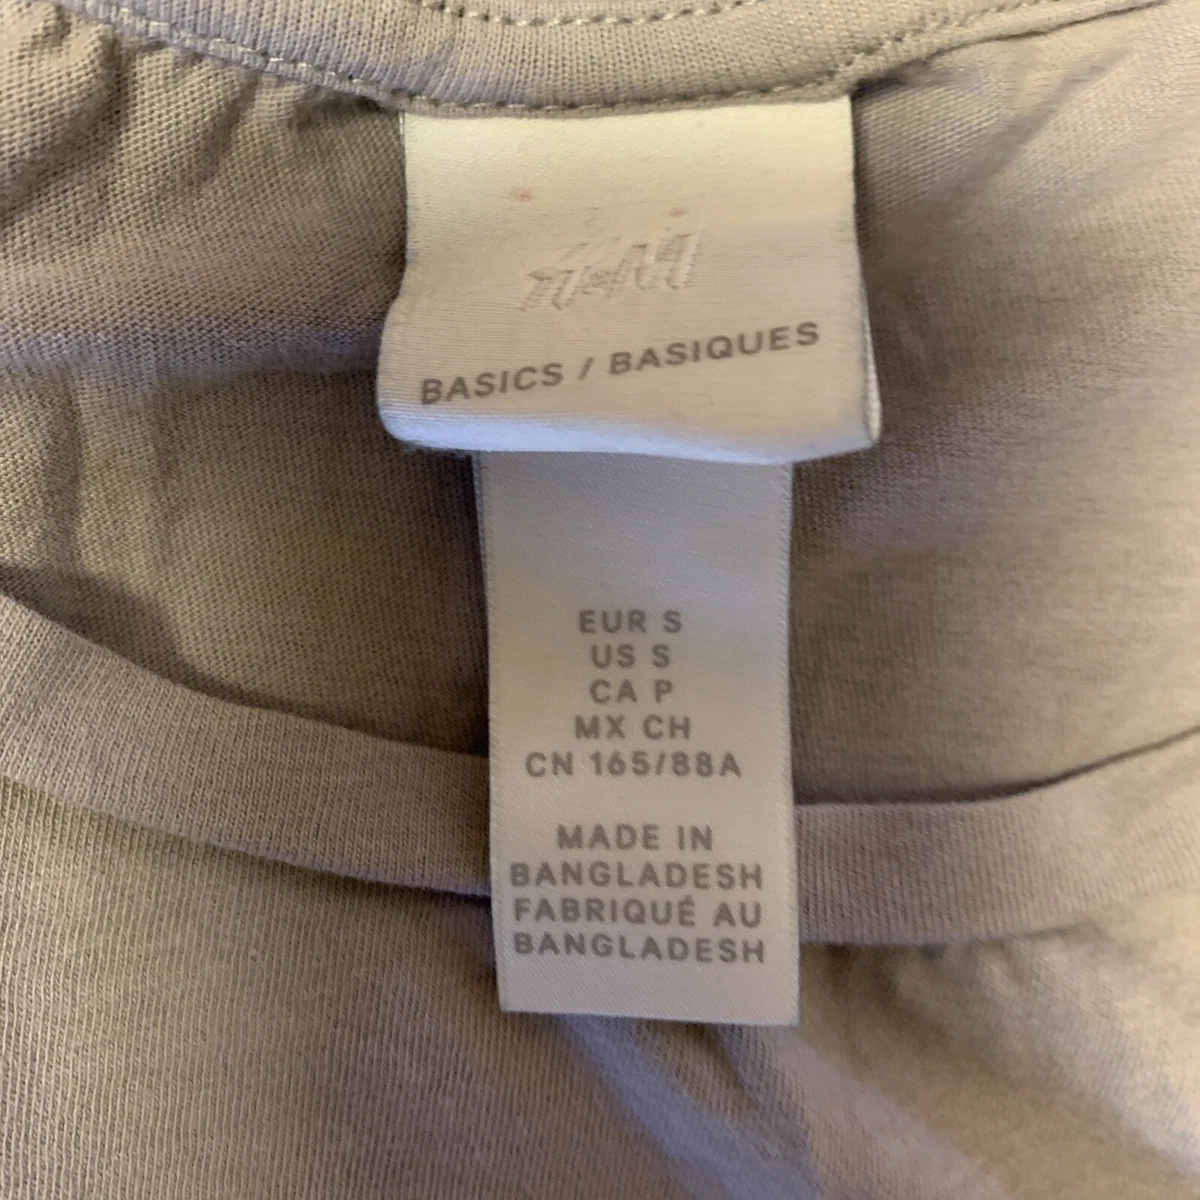 H&M
BASICS / BASIQUES
EUR S
US S
CA P
MX CH
CN 165/88A
MADE IN
BANGLADESH
FABRIQUÉ AU
BANGLADESH